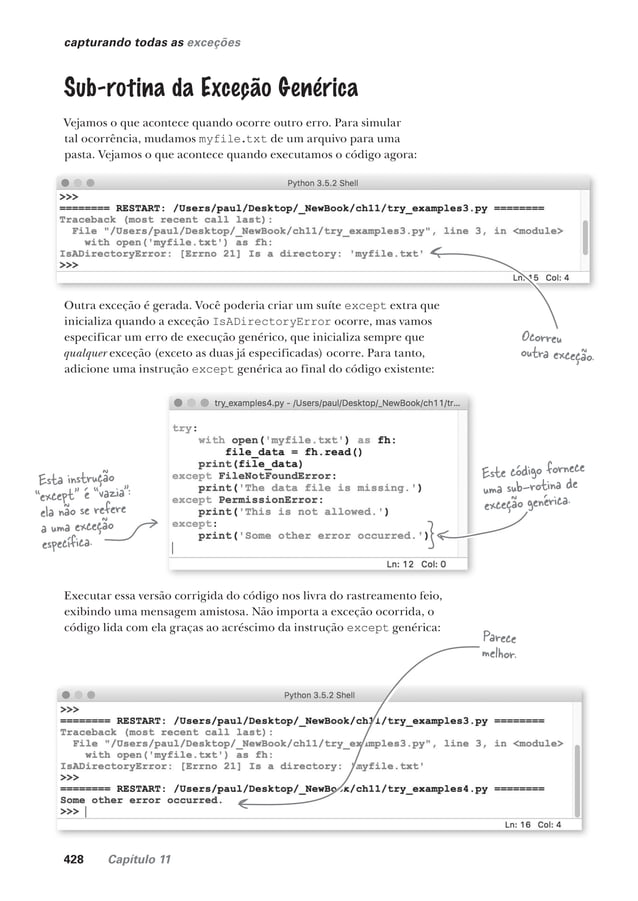 capturando todas as exceções
Sub-rotina da Exceção Genérica
Vejamos o que acontece quando ocorre outro erro. Para simular
tal ocorrência, mudamos myfile.txt de um arquivo para uma
pasta. Vejamos o que acontece quando executamos o código agora:
Python 3.5.2 Shell
>>>
======== RESTART: /Users/paul/Desktop/_NewBook/ch11/try_examples3.py ========
Traceback (most recent call last):
  File "/Users/paul/Desktop/_NewBook/ch11/try_examples3.py", line 3, in <module>
    with open('myfile.txt') as fh:
IsADirectoryError: [Errno 21] Is a directory: 'myfile.txt'
>>>
Ln: 15 Col: 4
Outra exceção é gerada. Você poderia criar um suíte except extra que
inicializa quando a exceção IsADirectoryError ocorre, mas vamos
especificar um erro de execução genérico, que inicializa sempre que
qualquer exceção (exceto as duas já especificadas) ocorre. Para tanto,
adicione uma instrução except genérica ao final do código existente:
Ocorreu
outra exceção.
try_examples4.py - /Users/paul/Desktop/_NewBook/ch11/tr...
try:
    with open('myfile.txt') as fh:
        file_data = fh.read()
    print(file_data)
except FileNotFoundError:
    print('The data file is missing.')
except PermissionError:
    print('This is not allowed.')
except:
    print('Some other error occurred.')
Ln: 12 Col: 0
Esta instrução
"except" é "vazia":
ela não se refere
a uma exceção
específica.
Este código fornece
uma sub-rotina de
exceção genérica.
Executar essa versão corrigida do código nos livra do rastreamento feio,
exibindo uma mensagem amistosa. Não importa a exceção ocorrida, o
código lida com ela graças ao acréscimo da instrução except genérica:
Parece
melhor.
Python 3.5.2 Shell
>>>
======== RESTART: /Users/paul/Desktop/_NewBook/ch11/try_examples3.py ========
Traceback (most recent call last):
  File "/Users/paul/Desktop/_NewBook/ch11/try_examples3.py", line 3, in <module>
    with open('myfile.txt') as fh:
IsADirectoryError: [Errno 21] Is a directory: 'myfile.txt'
>>>
======== RESTART: /Users/paul/Desktop/_NewBook/ch11/try_examples4.py ========
Some other error occurred.
>>>
Ln: 16 Col: 4
428 Capítulo 11